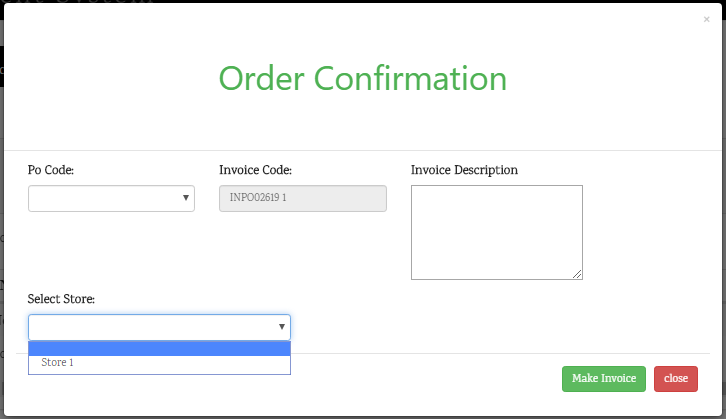 ×
Order Confirmation
Po Code:
Invoice Code:
Invoice Description
INPO02619 1
Select Store:
Store 1
Make Invoice
close